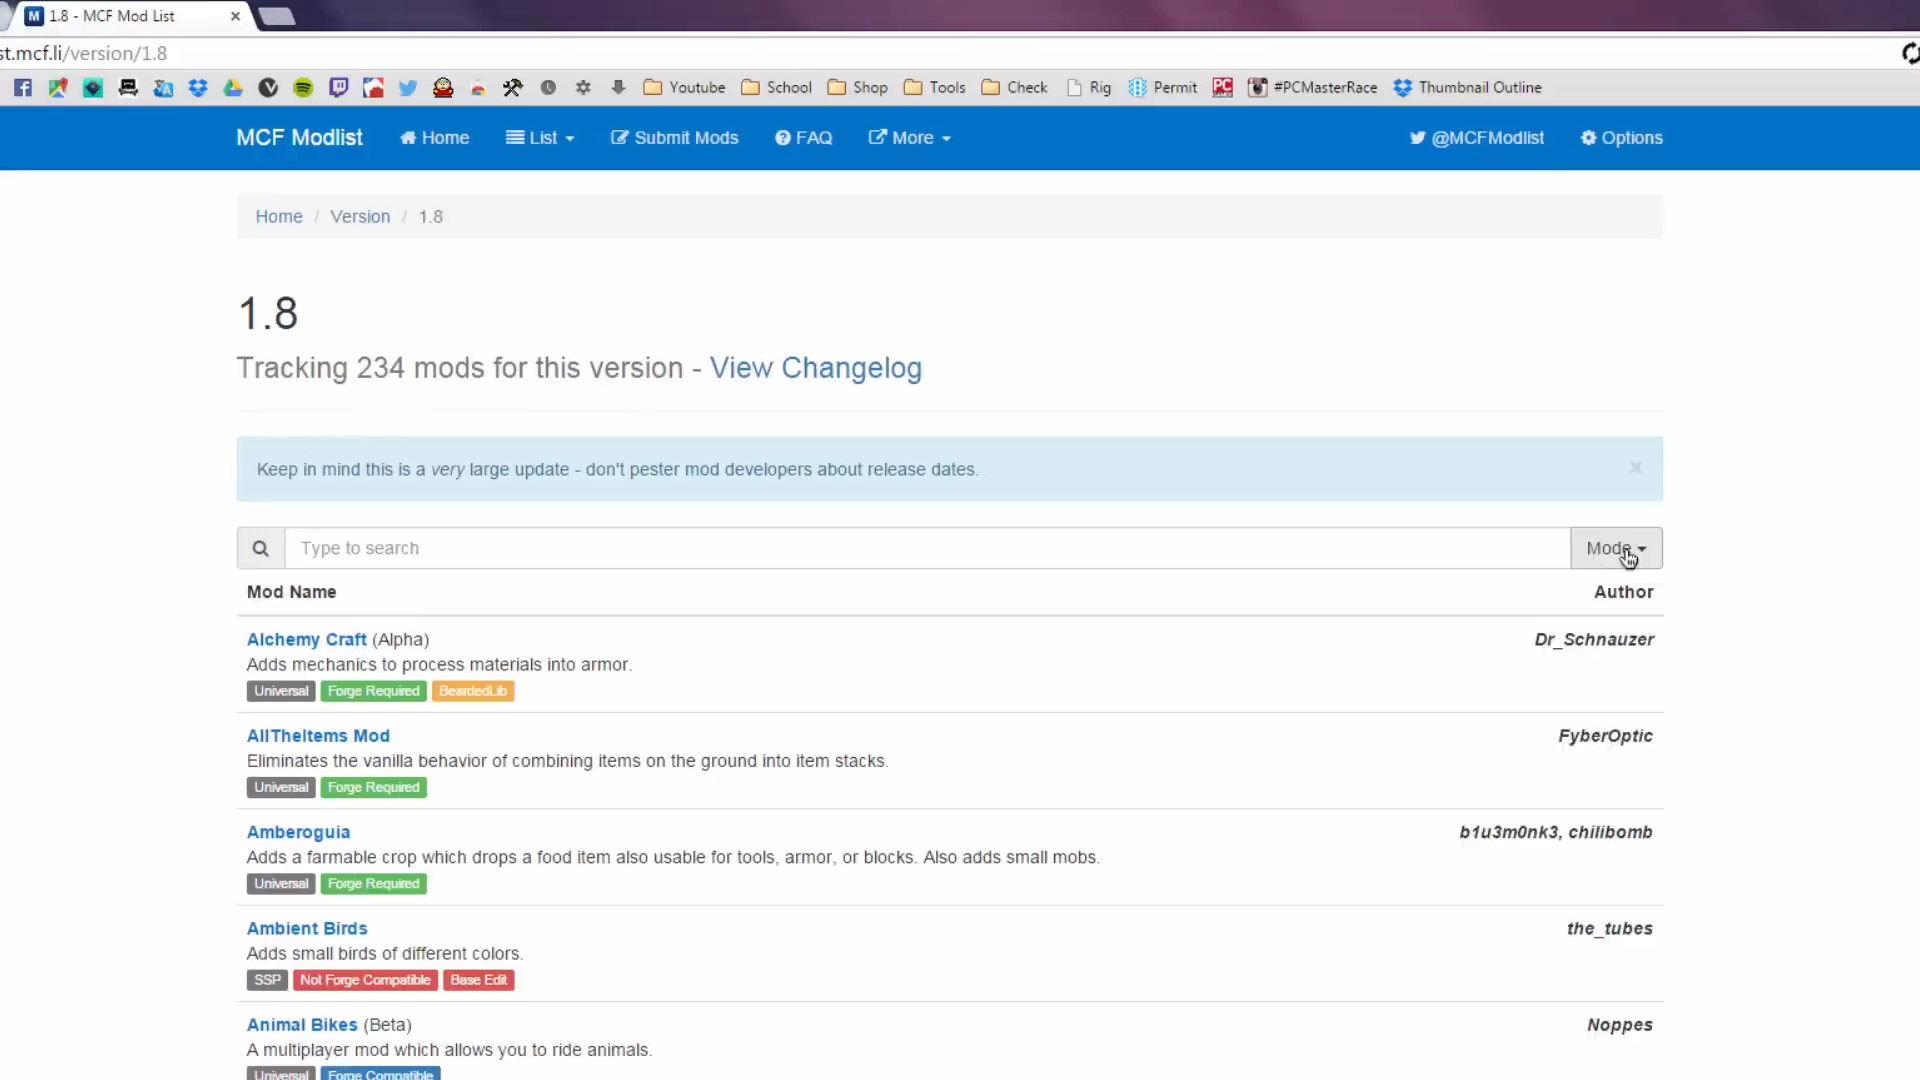 1.8 - MCF Mod List
st.mcf.li/version/1.8
Youtube School Shop Tools Check Rig Permit #PCMasterRace Thumbnail Outline
MCF Modlist Home List Submit Mods FAQ More @MCFModlist Options
Home / Version / 1.8
1.8
Tracking 234 mods for this version - View Changelog
Keep in mind this is a very large update - don't pester mod developers about release dates. ×
Type to search Mode
Mod Name Author
Alchemy Craft (Alpha) Dr_Schnauzer
Adds mechanics to process materials into armor.
Universal Forge Required BeardedLib
AllTheItems Mod FyberOptic
Eliminates the vanilla behavior of combining items on the ground into item stacks.
Universal Forge Required
Amberoguia b1u3m0nk3, chilibomb
Adds a farmable crop which drops a food item also usable for tools, armor, or blocks. Also adds small mobs.
Universal Forge Required
Ambient Birds the_tubes
Adds small birds of different colors.
SSP Not Forge Compatible Base Edit
Animal Bikes (Beta) Noppes
A multiplayer mod which allows you to ride animals.
Universal Forge Compatible